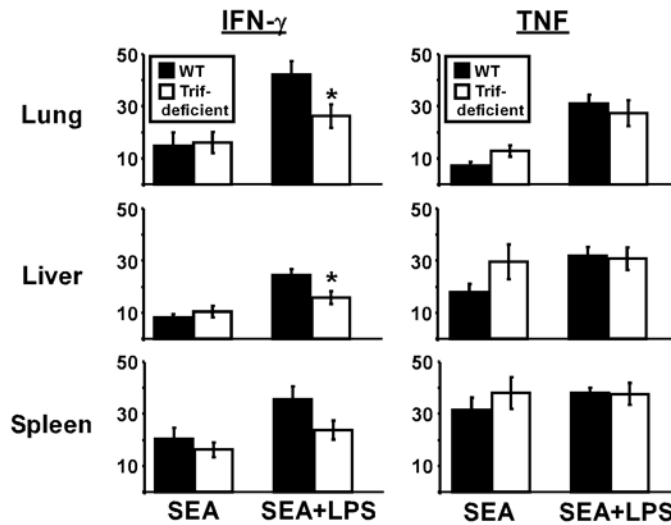 IFN-γ TNF
50 WT 50 WT
Trif-deficient Trif-deficient
Lung 30 * 30
10 10
50 50
Liver 30 * 30
10 10
50 50
Spleen 30 30
10 10
SEA SEA+LPS SEA SEA+LPS